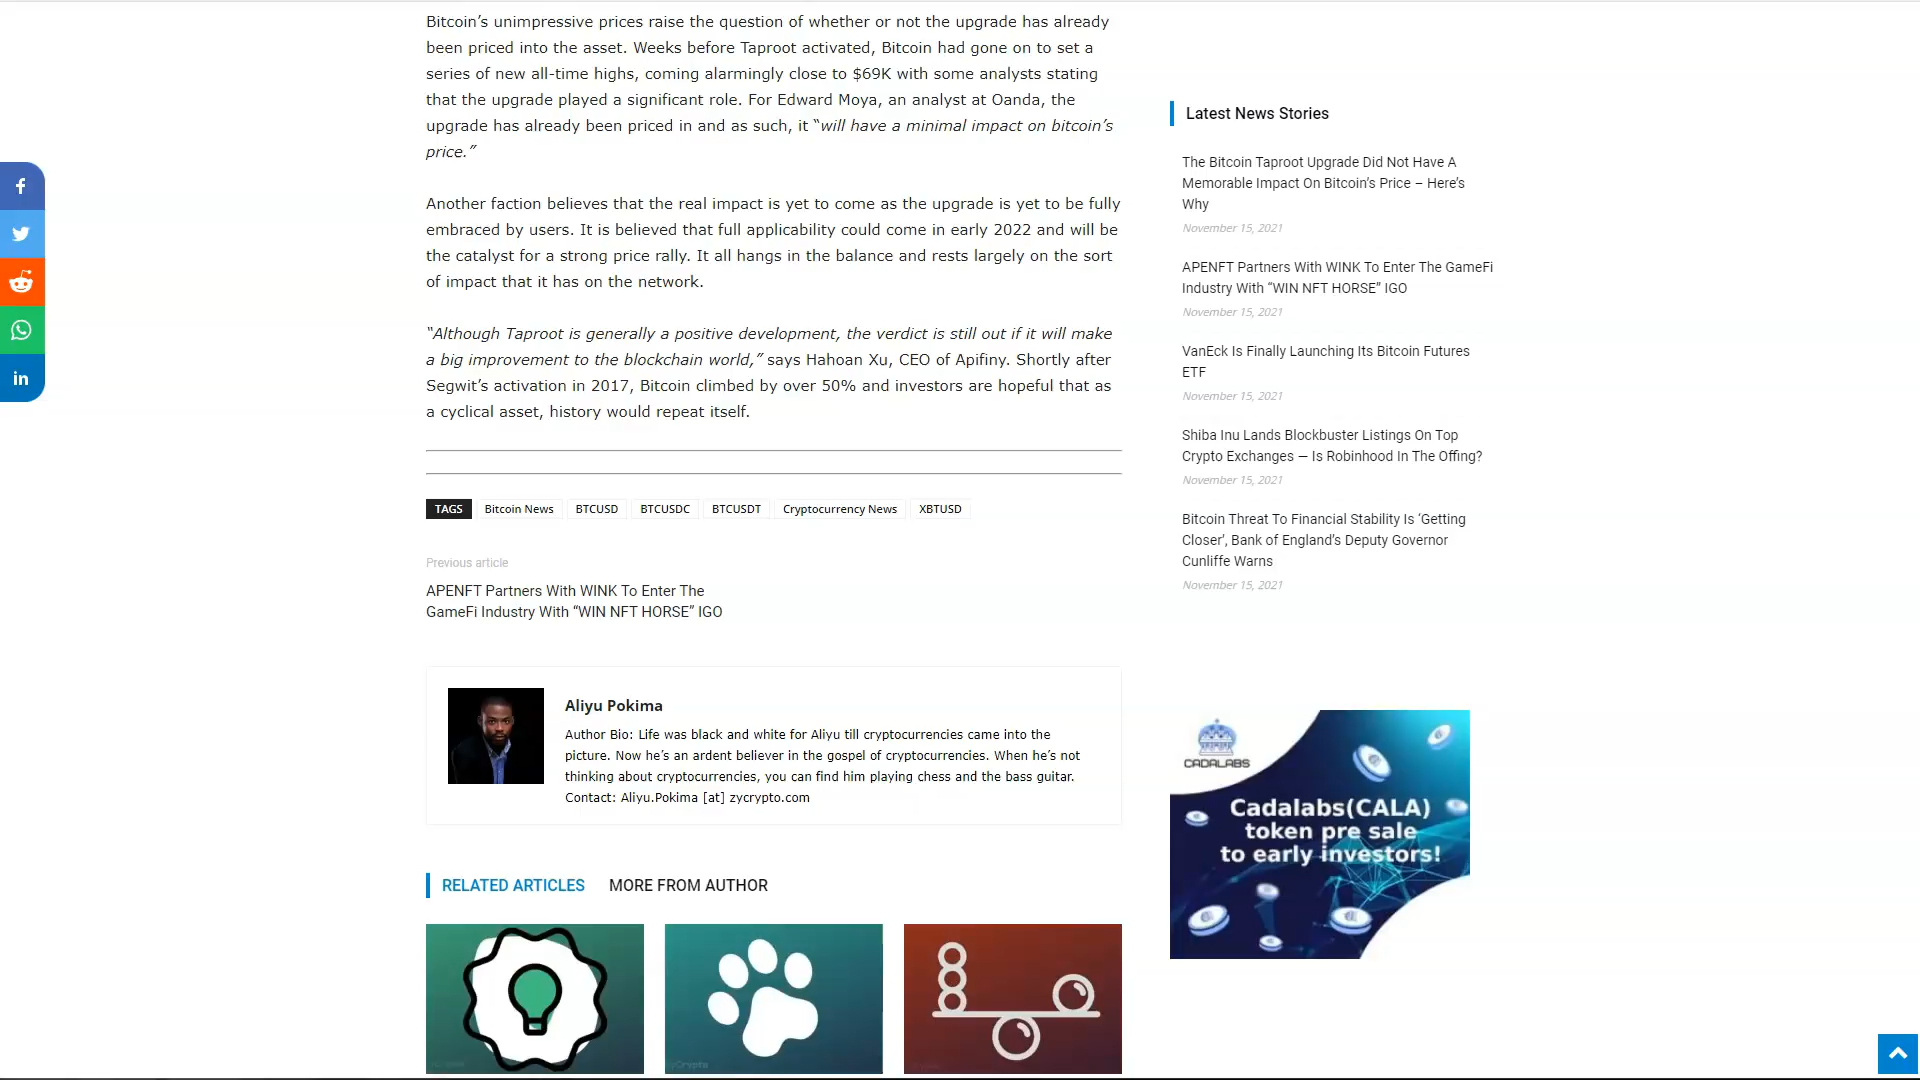 Bitcoin’s unimpressive prices raise the question of whether or not the upgrade has already
been priced into the asset. Weeks before Taproot activated, Bitcoin had gone on to set a
series of new all-time highs, coming alarmingly close to $69K with some analysts stating
that the upgrade played a significant role. For Edward Moya, an analyst at Oanda, the
upgrade has already been priced in and as such, it “will have a minimal impact on bitcoin’s
price.”
Another faction believes that the real impact is yet to come as the upgrade is yet to be fully
embraced by users. It is believed that full applicability could come in early 2022 and will be
the catalyst for a strong price rally. It all hangs in the balance and rests largely on the sort
of impact that it has on the network.
“Although Taproot is generally a positive development, the verdict is still out if it will make
a big improvement to the blockchain world,” says Hahoan Xu, CEO of Apifiny. Shortly after
Segwit’s activation in 2017, Bitcoin climbed by over 50% and investors are hopeful that as
a cyclical asset, history would repeat itself.
TAGS Bitcoin News BTCUSD BTCUSDC BTCUSDT Cryptocurrency News XBTUSD
Previous article
APENFT Partners With WINK To Enter The
GameFi Industry With “WIN NFT HORSE” IGO
Aliyu Pokima
Author Bio: Life was black and white for Aliyu till cryptocurrencies came into the
picture. Now he’s an ardent believer in the gospel of cryptocurrencies. When he’s not
thinking about cryptocurrencies, you can find him playing chess and the bass guitar.
Contact: Aliyu.Pokima [at] zycrypto.com
RELATED ARTICLES MORE FROM AUTHOR
Latest News Stories
The Bitcoin Taproot Upgrade Did Not Have A
Memorable Impact On Bitcoin’s Price – Here’s
Why
November 15, 2021
APENFT Partners With WINK To Enter The GameFi
Industry With “WIN NFT HORSE” IGO
November 15, 2021
VanEck Is Finally Launching Its Bitcoin Futures
ETF
November 15, 2021
Shiba Inu Lands Blockbuster Listings On Top
Crypto Exchanges — Is Robinhood In The Offing?
November 15, 2021
Bitcoin Threat To Financial Stability Is ‘Getting
Closer’, Bank of England’s Deputy Governor
Cunliffe Warns
November 15, 2021
CADALABS
Cadalabs(CALA)
token pre sale
to early investors!